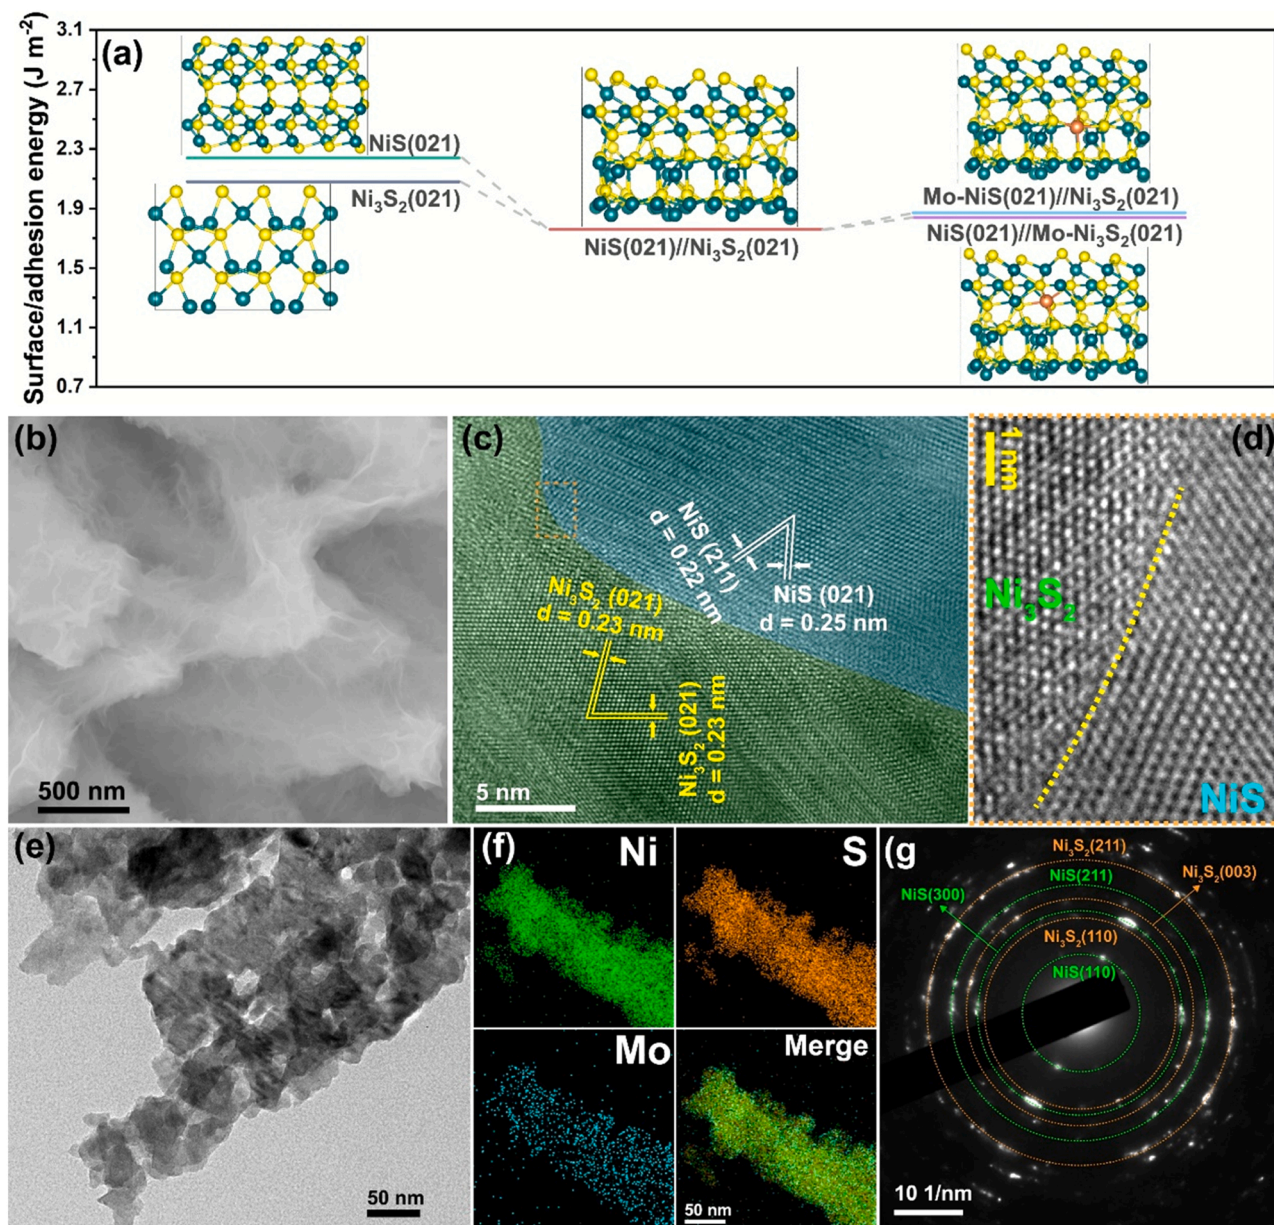 Surface/adhesion energy (J m⁻²)
3.1
2.7
2.3
1.9
1.5
1.1
0.7
(a)
NiS(021)
Ni₃S₂(021)
NiS(021)//Ni₃S₂(021)
Mo-NiS(021)//Ni₃S₂(021)
NiS(021)//Mo-Ni₃S₂(021)
(b)
500 nm
(c)
NiS (211)
d = 0.22 nm
NiS (021)
d = 0.25 nm
Ni₃S₂ (021)
d = 0.23 nm
Ni₃S₂ (021)
d = 0.23 nm
5 nm
(d)
1 nm
Ni₃S₂
NiS
(e)
50 nm
(f)
Ni
S
Mo
Merge
50 nm
(g)
Ni₃S₂(211)
NiS(211)
Ni₃S₂(003)
NiS(300)
Ni₃S₂(110)
NiS(110)
10 1/nm